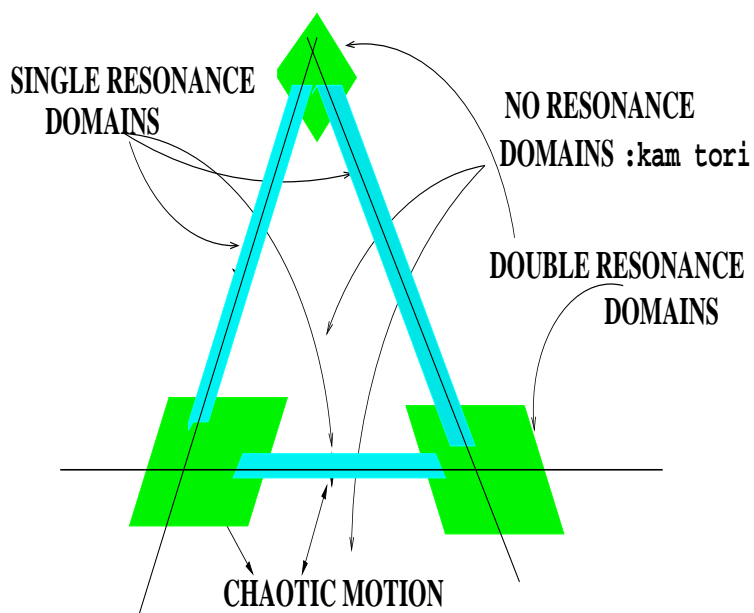 SINGLE RESONANCE
DOMAINS
NO RESONANCE
DOMAINS :kam tori
DOUBLE RESONANCE
DOMAINS
CHAOTIC MOTION